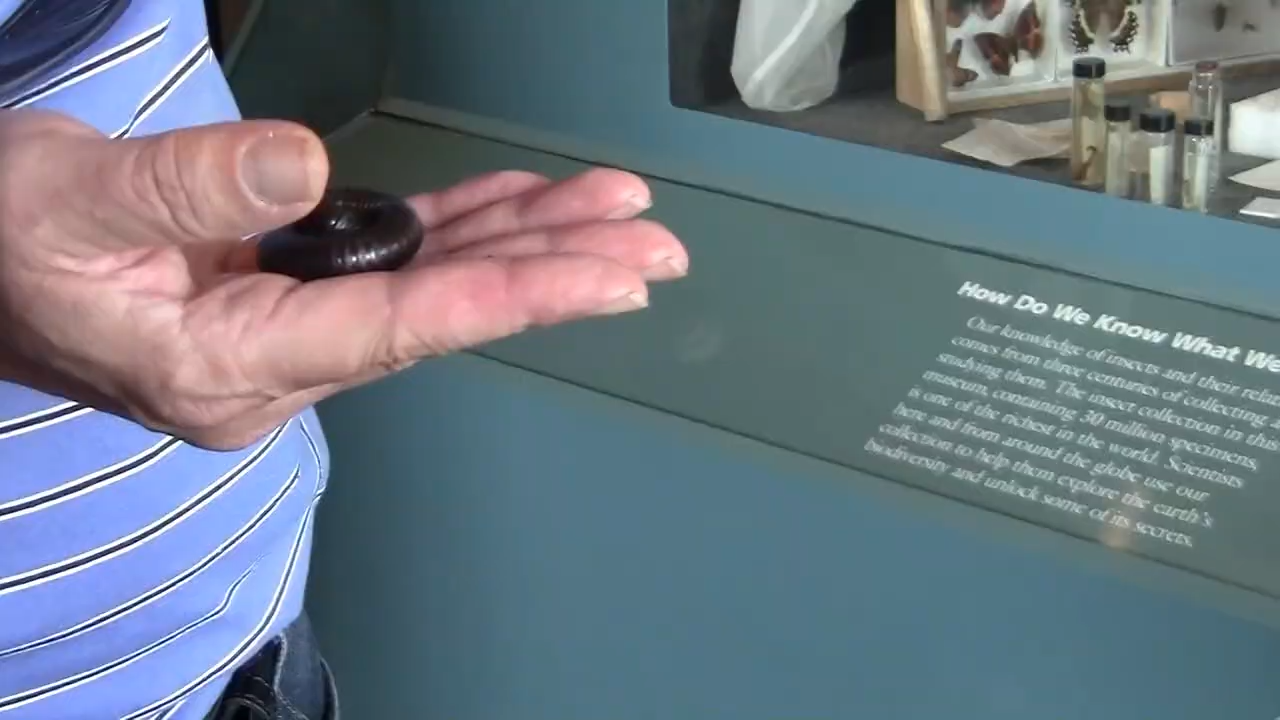 How Do We Know What We
Our knowledge of insects and their relat
comes from three centuries of collecting a
studying them. The insect collection in this
museum, containing 30 million specimens,
is one of the richest in the world. Scientists
here and from around the globe use our
collection to help them explore the earth's
biodiversity and unlock some of its secrets.